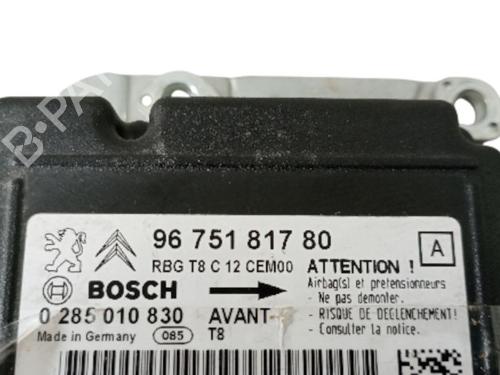 B-PARTS
96 751 817 80
RBG T8 C 12 CEM00
ATTENTION !
A
BOSCH
Airbag(s) et pretensionneurs
- Ne pas demonter.
0 285 010 830
AVANT
- RISQUE DE DECLENCHEMENT!
Made in Germany
085
T8
- Consulter la notice.